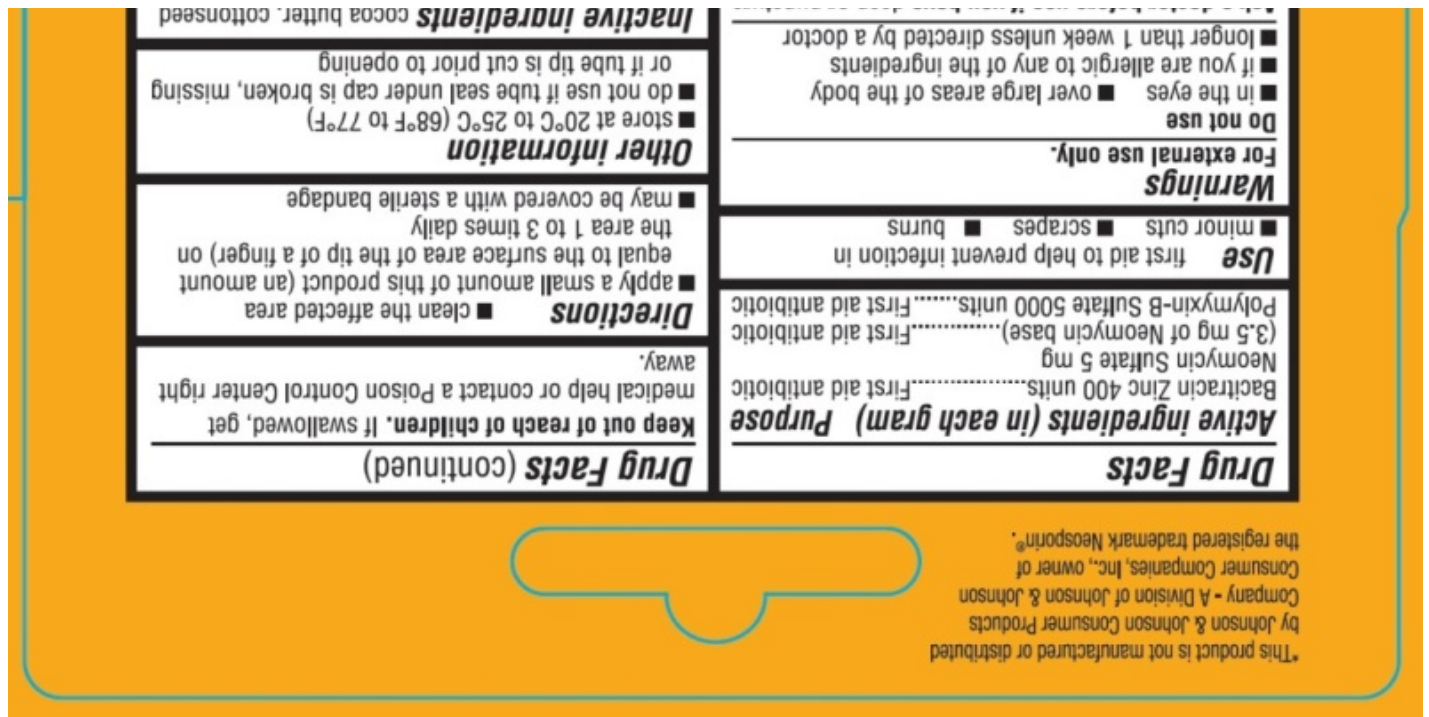 *This product is not manufactured or distributed
by Johnson & Johnson Consumer Products
Company - A Division of Johnson & Johnson
Consumer Companies, Inc., owner of
the registered trademark Neosporin®.
Drug Facts
Active ingredients (in each gram) Purpose
Bacitracin Zinc 400 units....................First aid antibiotic
Neomycin Sulfate 5 mg
(3.5 mg of Neomycin base)...............First aid antibiotic
Polymyxin-B Sulfate 5000 units.......First aid antibiotic
Use first aid to help prevent infection in
■ minor cuts ■ scrapes ■ burns
Warnings
For external use only.
Do not use
■ in the eyes ■ over large areas of the body
■ if you are allergic to any of the ingredients
■ longer than 1 week unless directed by a doctor
Drug Facts (continued)
Keep out of reach of children. If swallowed, get
medical help or contact a Poison Control Center right
away.
Directions ■ clean the affected area
■ apply a small amount of this product (an amount
equal to the surface area of the tip of a finger) on
the area 1 to 3 times daily
■ may be covered with a sterile bandage
Other information
■ store at 20°C to 25°C (68°F to 77°F)
■ do not use if tube seal under cap is broken, missing
or if tube tip is cut prior to opening
Inactive ingredients cocoa butter, cottonseed